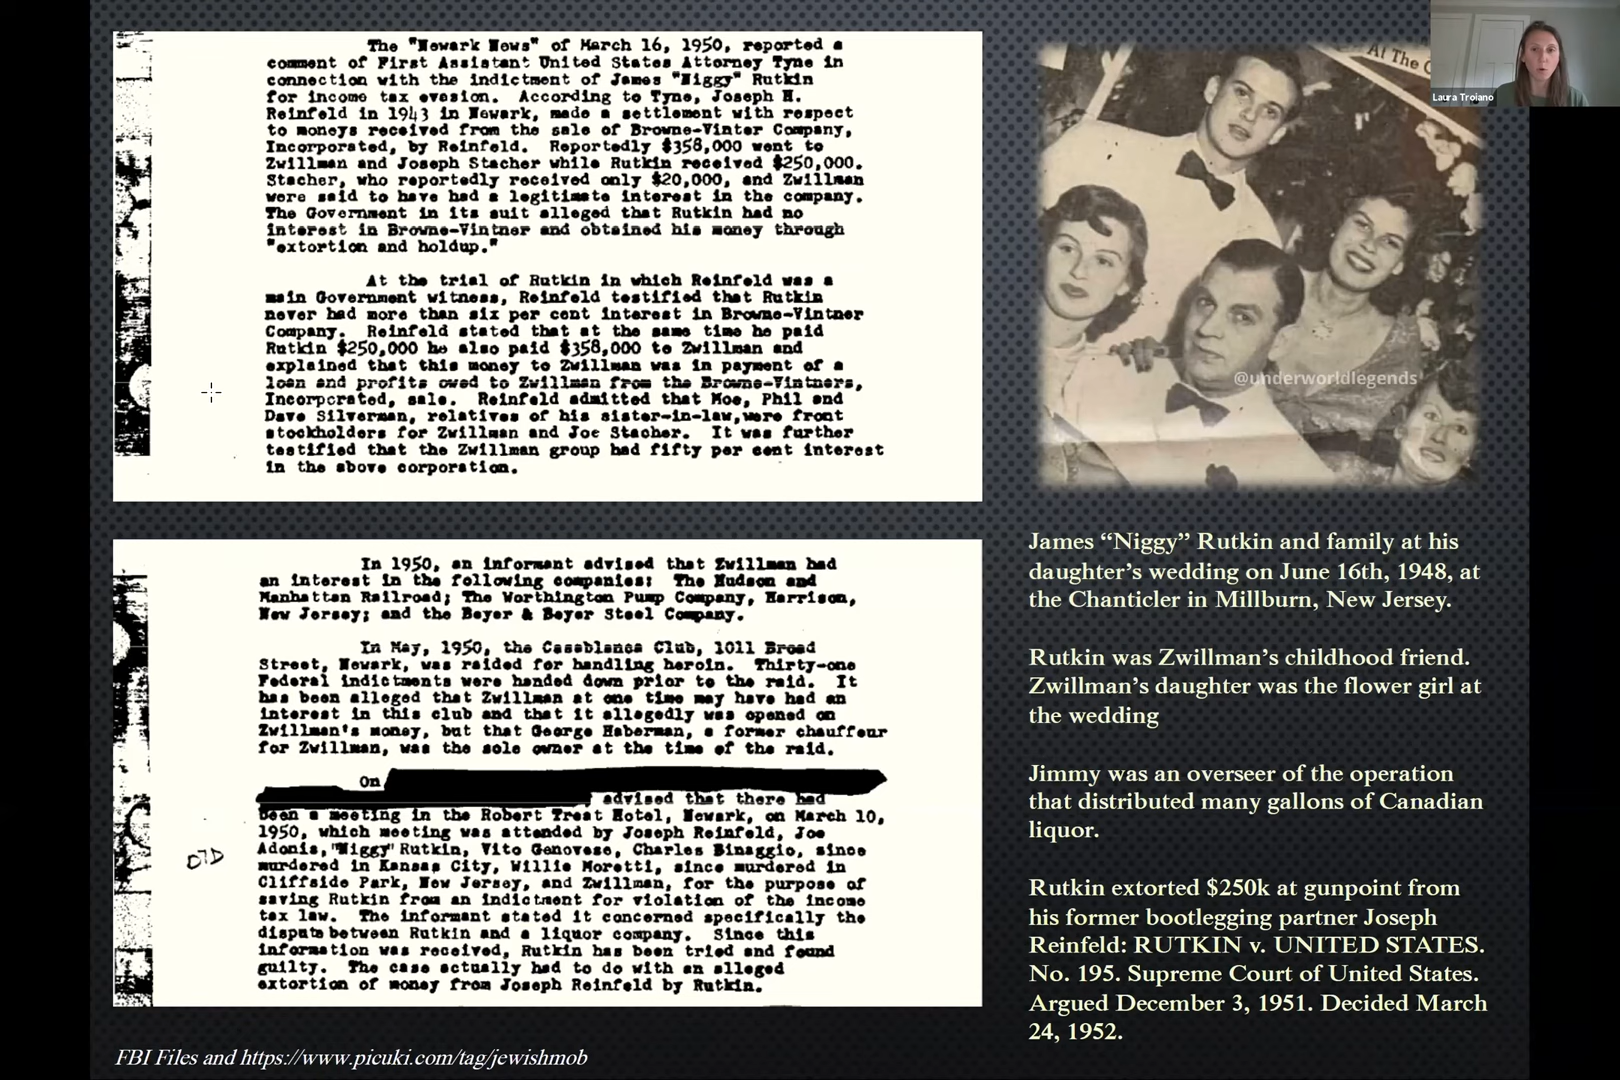 The "Newark News" of March 16, 1950, reported a
comment of First Assistant United States Attorney Tyne in
connection with the indictment of James "Niggy" Rutkin
for income tax evasion. According to Tyne, Joseph H.
Reinfeld in 1943 in Newark, made a settlement with respect
to moneys received from the sale of Browne-Vinter Company,
Incorporated, by Reinfeld. Reportedly $358,000 went to
Zwillman and Joseph Stacher while Rutkin received $250,000.
Stacher, who reportedly received only $20,000, and Zwillman
were said to have had a legitimate interest in the company.
The Government in its suit alleged that Rutkin had no
interest in Browne-Vintner and obtained his money through
"extortion and holdup."
At the trial of Rutkin in which Reinfeld was a
main Government witness, Reinfeld testified that Rutkin
never had more than six per cent interest in Browne-Vintner
Company. Reinfeld stated that at the same time he paid
Rutkin $250,000 he also paid $358,000 to Zwillman and
explained that this money to Zwillman was in payment of a
loan and profits owed to Zwillman from the Browne-Vintners,
Incorporated, sale. Reinfeld admitted that Moe, Phil and
Dave Silverman, relatives of his sister-in-law, were front
stockholders for Zwillman and Joe Stacher. It was further
testified that the Zwillman group had fifty per cent interest
in the above corporation.
In 1950, an informant advised that Zwillman had
an interest in the following companies: The Hudson and
Manhattan Railroad; The Worthington Pump Company, Harrison,
New Jersey; and the Beyer & Beyer Steel Company.
In May, 1950, the Casablanca Club, 1011 Broad
Street, Newark, was raided for handling heroin. Thirty-one
Federal indictments were handed down prior to the raid. It
has been alleged that Zwillman at one time may have had an
interest in this club and that it allegedly was opened on
Zwillman's money, but that George Haberman, a former chauffeur
for Zwillman, was the sole owner at the time of the raid.
On
advised that there had
been a meeting in the Robert Treat Hotel, Newark, on March 10,
1950, which meeting was attended by Joseph Reinfeld, Joe
Adonis, "Niggy" Rutkin, Vito Genovese, Charles Binaggio, since
murdered in Kansas City, Willie Moretti, since murdered in
Cliffside Park, New Jersey, and Zwillman, for the purpose of
saving Rutkin from an indictment for violation of the income
tax law. The informant stated it concerned specifically the
dispute between Rutkin and a liquor company. Since this
information was received, Rutkin has been tried and found
guilty. The case actually had to do with an alleged
extortion of money from Joseph Reinfeld by Rutkin.
FBI Files and https://www.picuki.com/tag/jewishmob
At The
Laura Troiano
@underworldlegends
James “Niggy” Rutkin and family at his
daughter’s wedding on June 16th, 1948, at
the Chanticler in Millburn, New Jersey.
Rutkin was Zwillman’s childhood friend.
Zwillman’s daughter was the flower girl at
the wedding
Jimmy was an overseer of the operation
that distributed many gallons of Canadian
liquor.
Rutkin extorted $250k at gunpoint from
his former bootlegging partner Joseph
Reinfeld: RUTKIN v. UNITED STATES.
No. 195. Supreme Court of United States.
Argued December 3, 1951. Decided March
24, 1952.